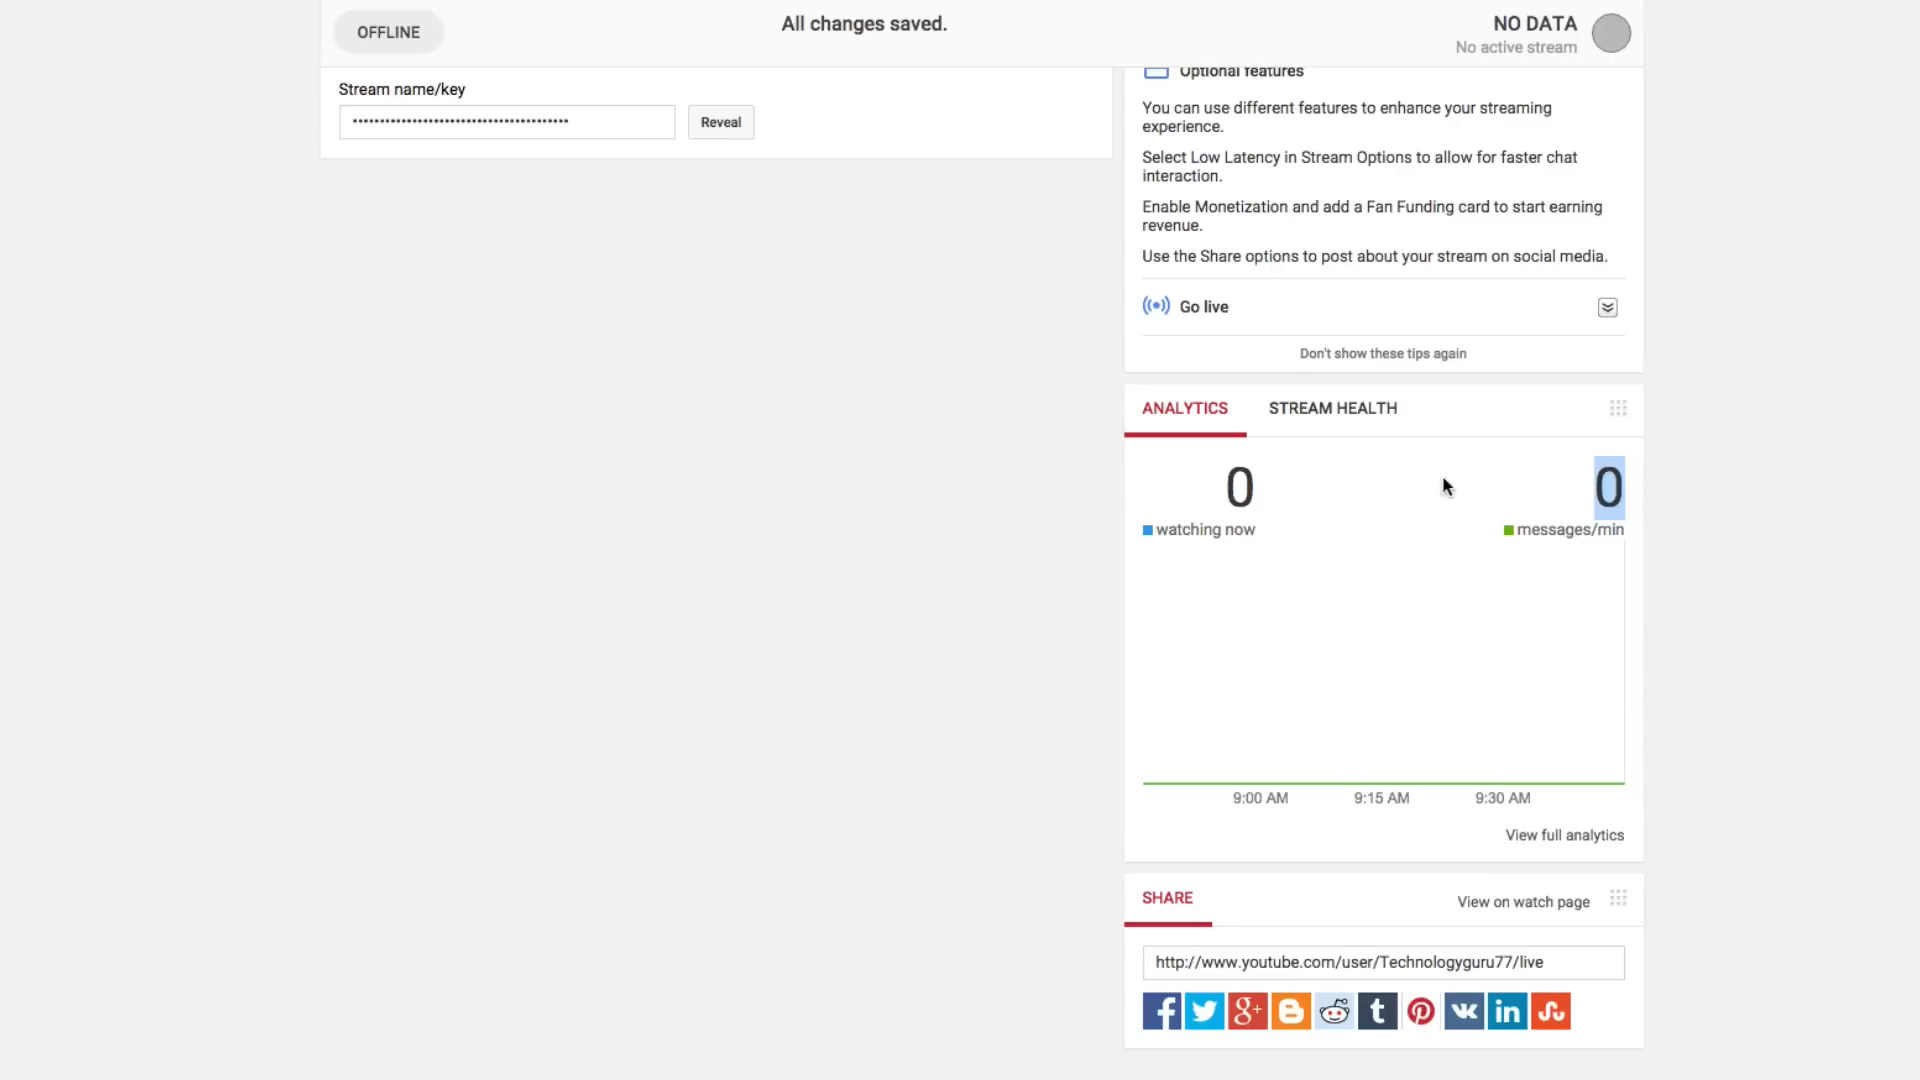 OFFLINE
All changes saved.
NO DATA
No active stream
Stream name/key
••••••••••••••••••••••••••••••••••••••••
Reveal
Optional features
You can use different features to enhance your streaming
experience.
Select Low Latency in Stream Options to allow for faster chat
interaction.
Enable Monetization and add a Fan Funding card to start earning
revenue.
Use the Share options to post about your stream on social media.
Go live
Don't show these tips again
ANALYTICS
STREAM HEALTH
0
0
watching now
messages/min
9:00 AM
9:15 AM
9:30 AM
View full analytics
SHARE
View on watch page
http://www.youtube.com/user/Technologyguru77/live